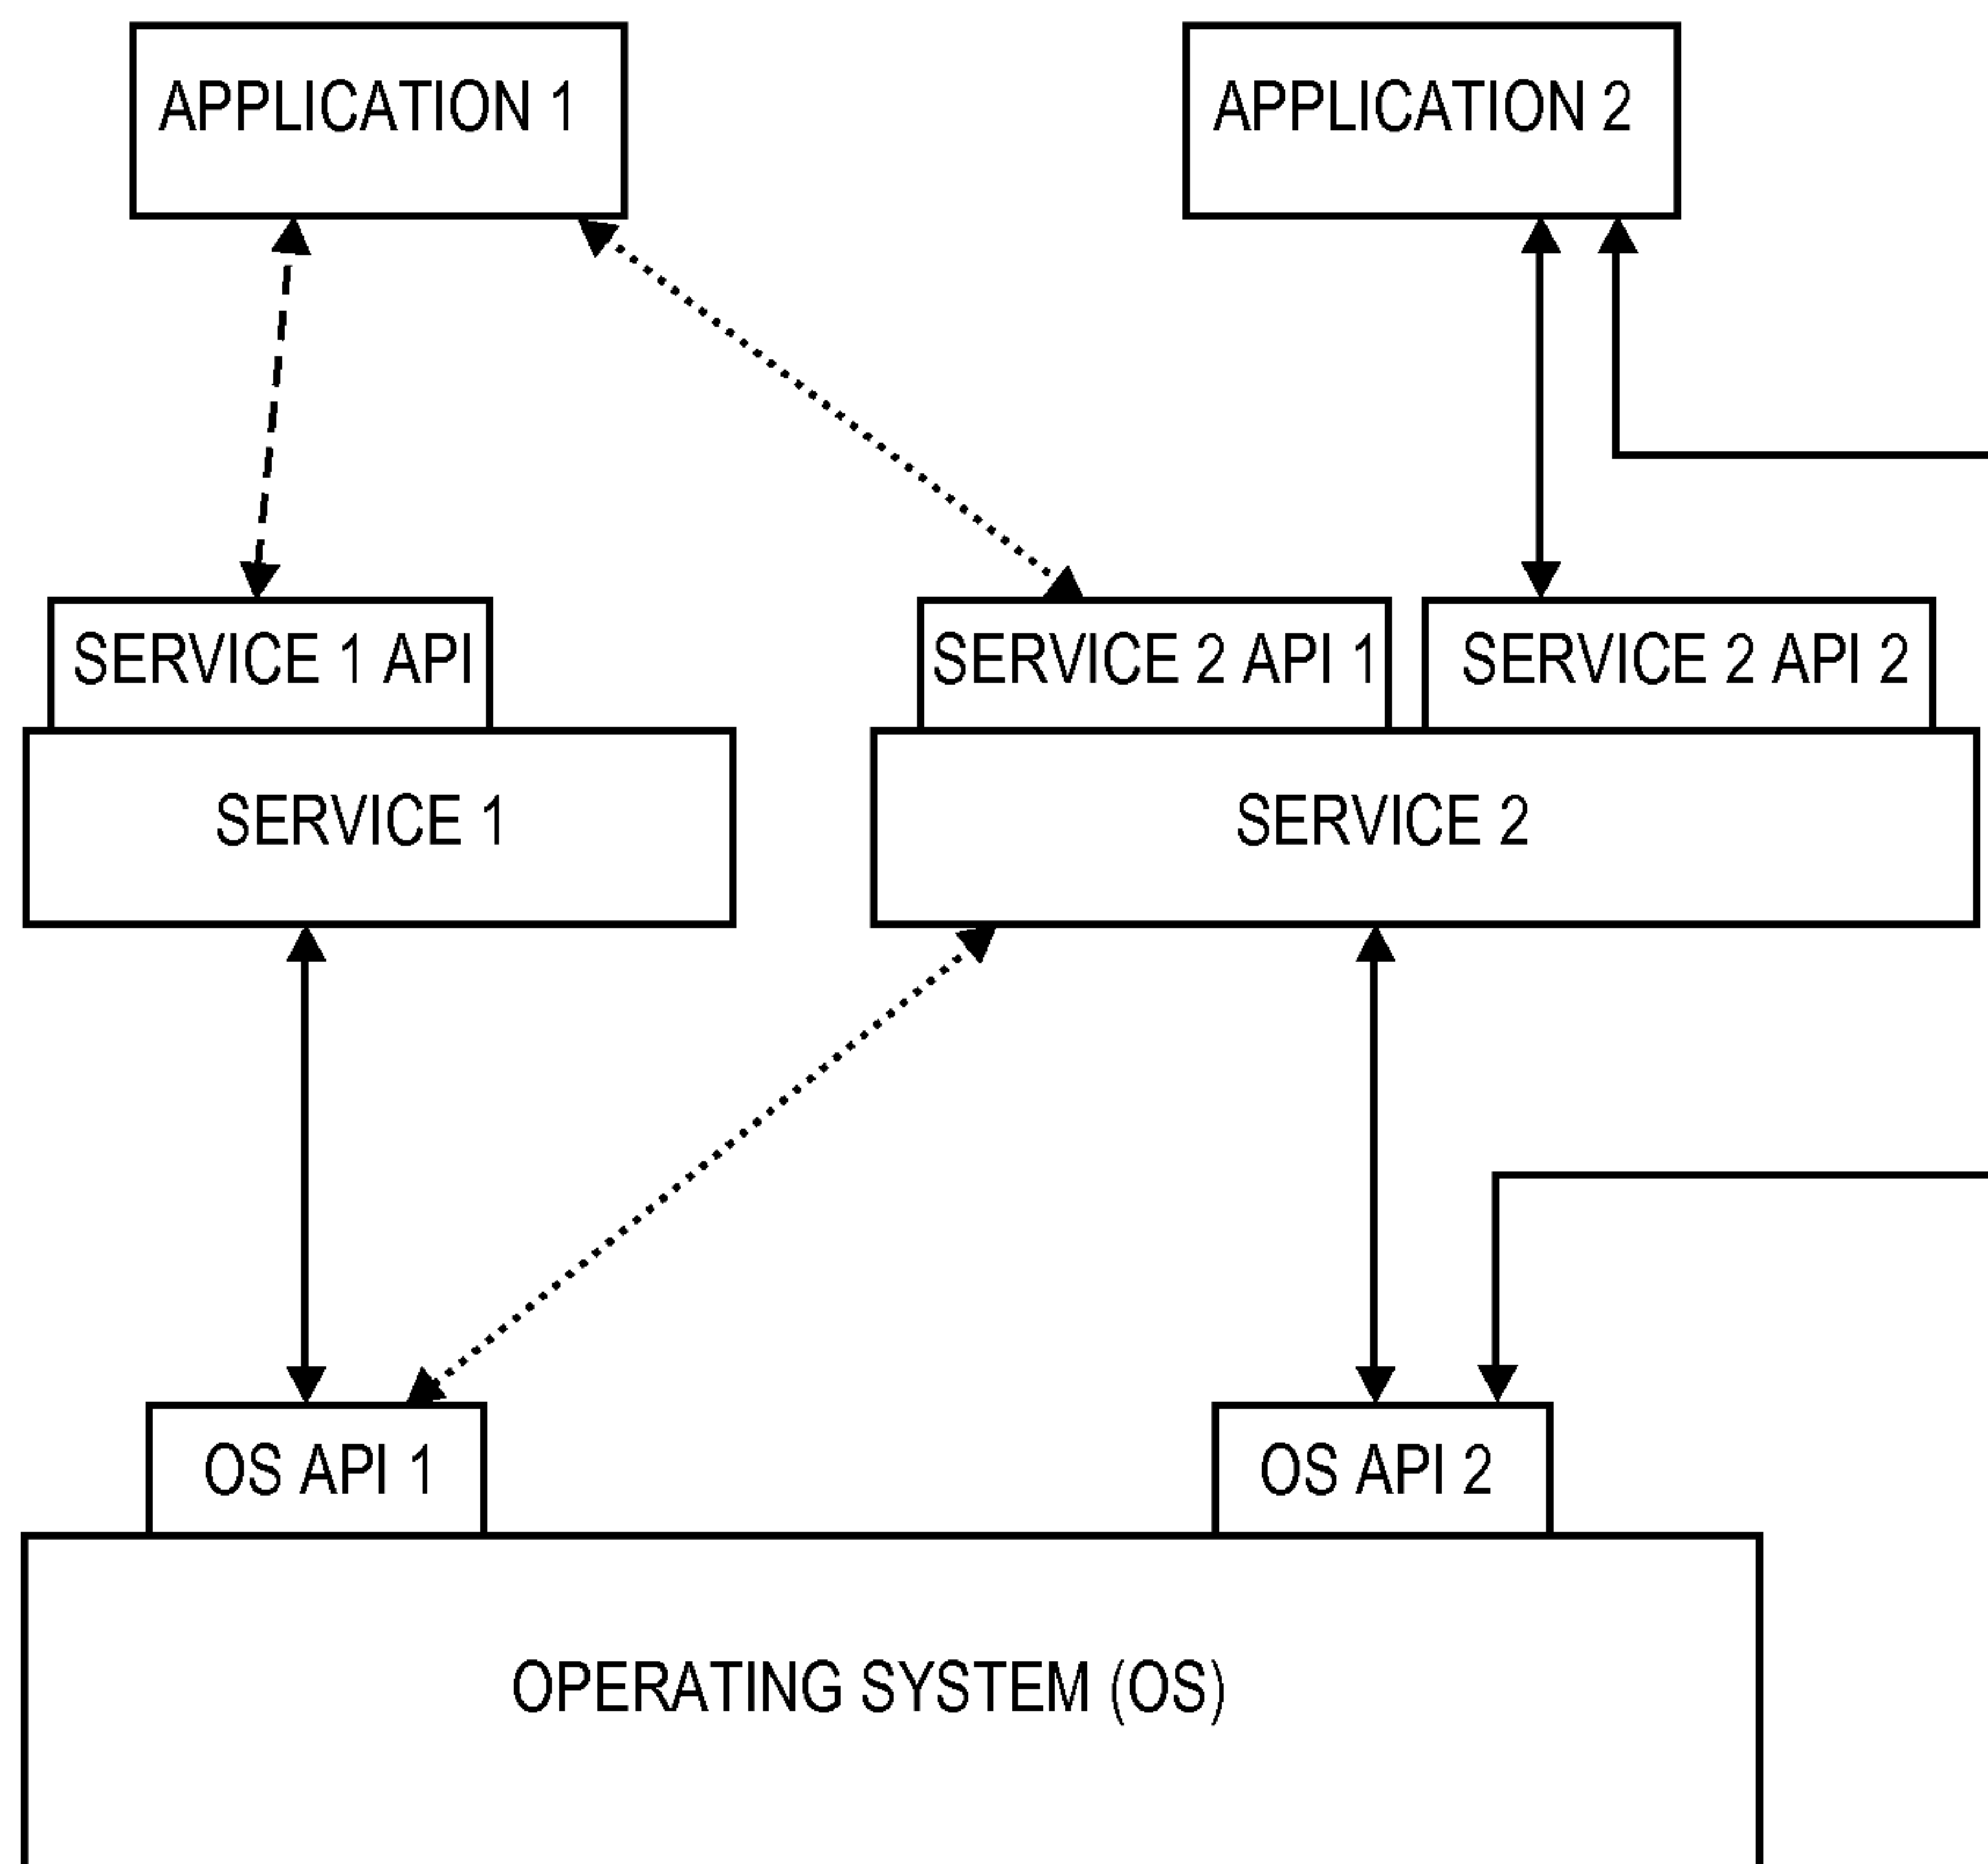 APPLICATION 1
APPLICATION 2
SERVICE 1 API
SERVICE 2 API 1
SERVICE 2 API 2
SERVICE 1
SERVICE 2
OS API 1
OS API 2
OPERATING SYSTEM (OS)